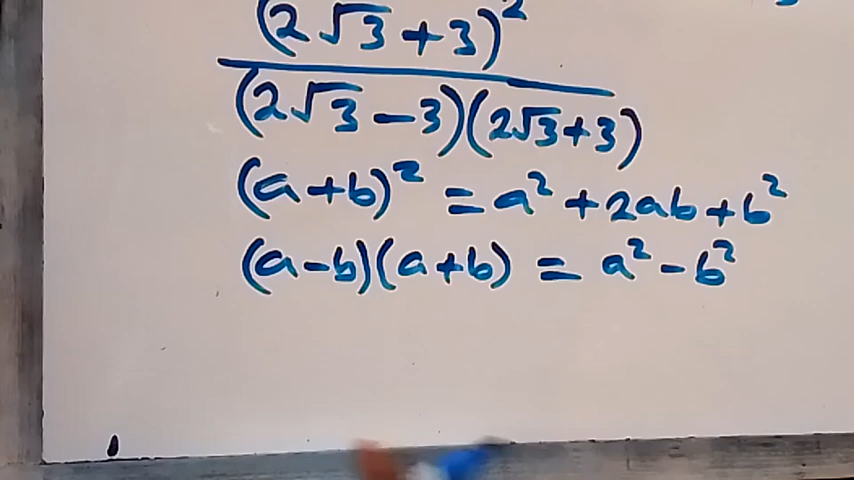 (2√3 + 3)²
(2√3 - 3)(2√3 + 3)
(a + b)² = a² + 2ab + b²
(a - b)(a + b) = a² - b²